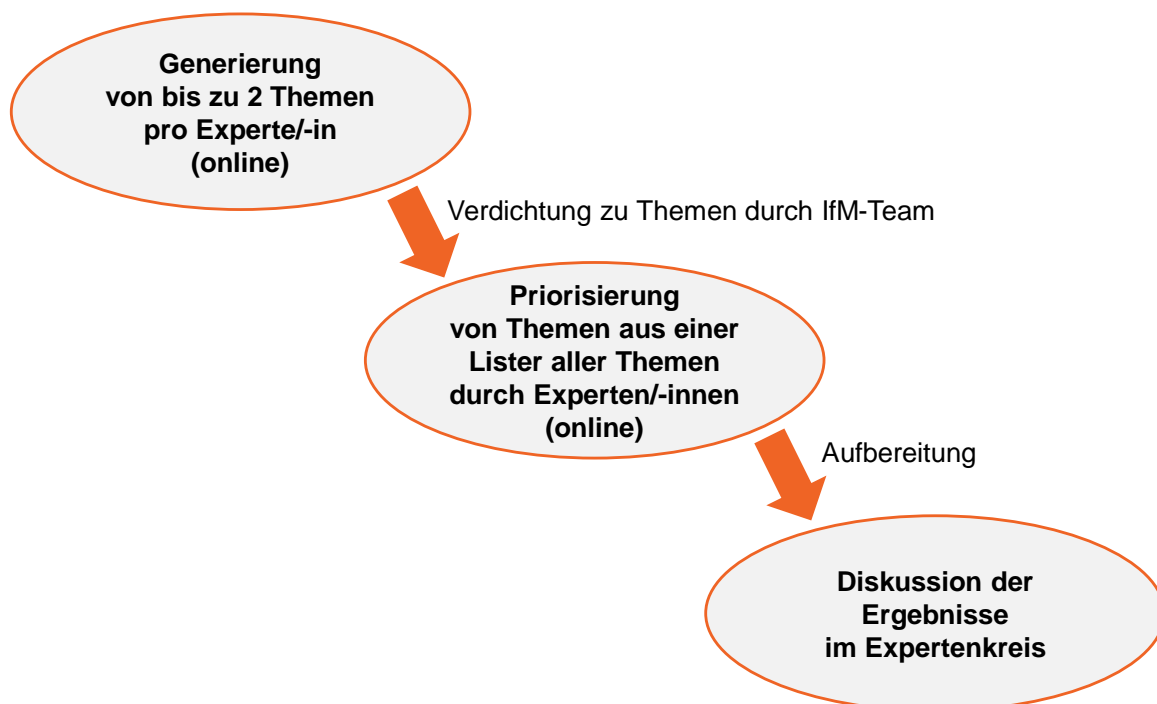 Generierung
von bis zu 2 Themen
pro Experte/-in
(online)
Verdichtung zu Themen durch IfM-Team
Priorisierung
von Themen aus einer
Lister aller Themen
durch Experten/-innen
(online)
Aufbereitung
Diskussion der
Ergebnisse
im Expertenkreis